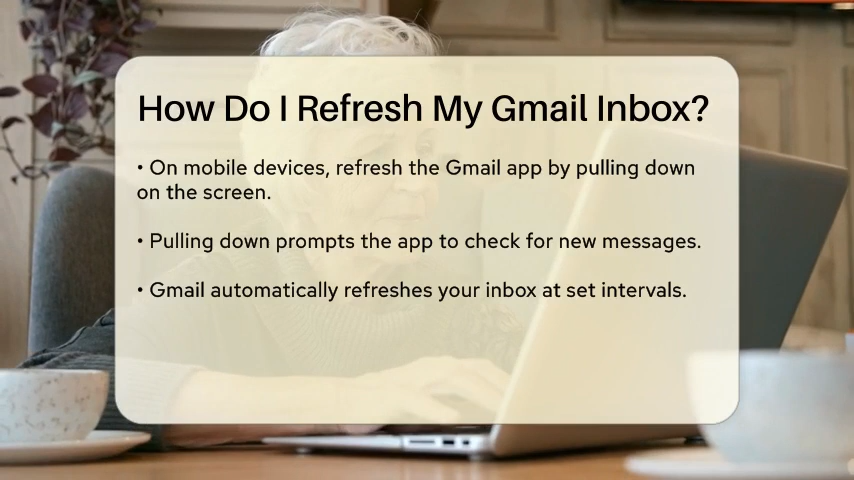 How Do I Refresh My Gmail Inbox?
• On mobile devices, refresh the Gmail app by pulling down
on the screen.
• Pulling down prompts the app to check for new messages.
• Gmail automatically refreshes your inbox at set intervals.